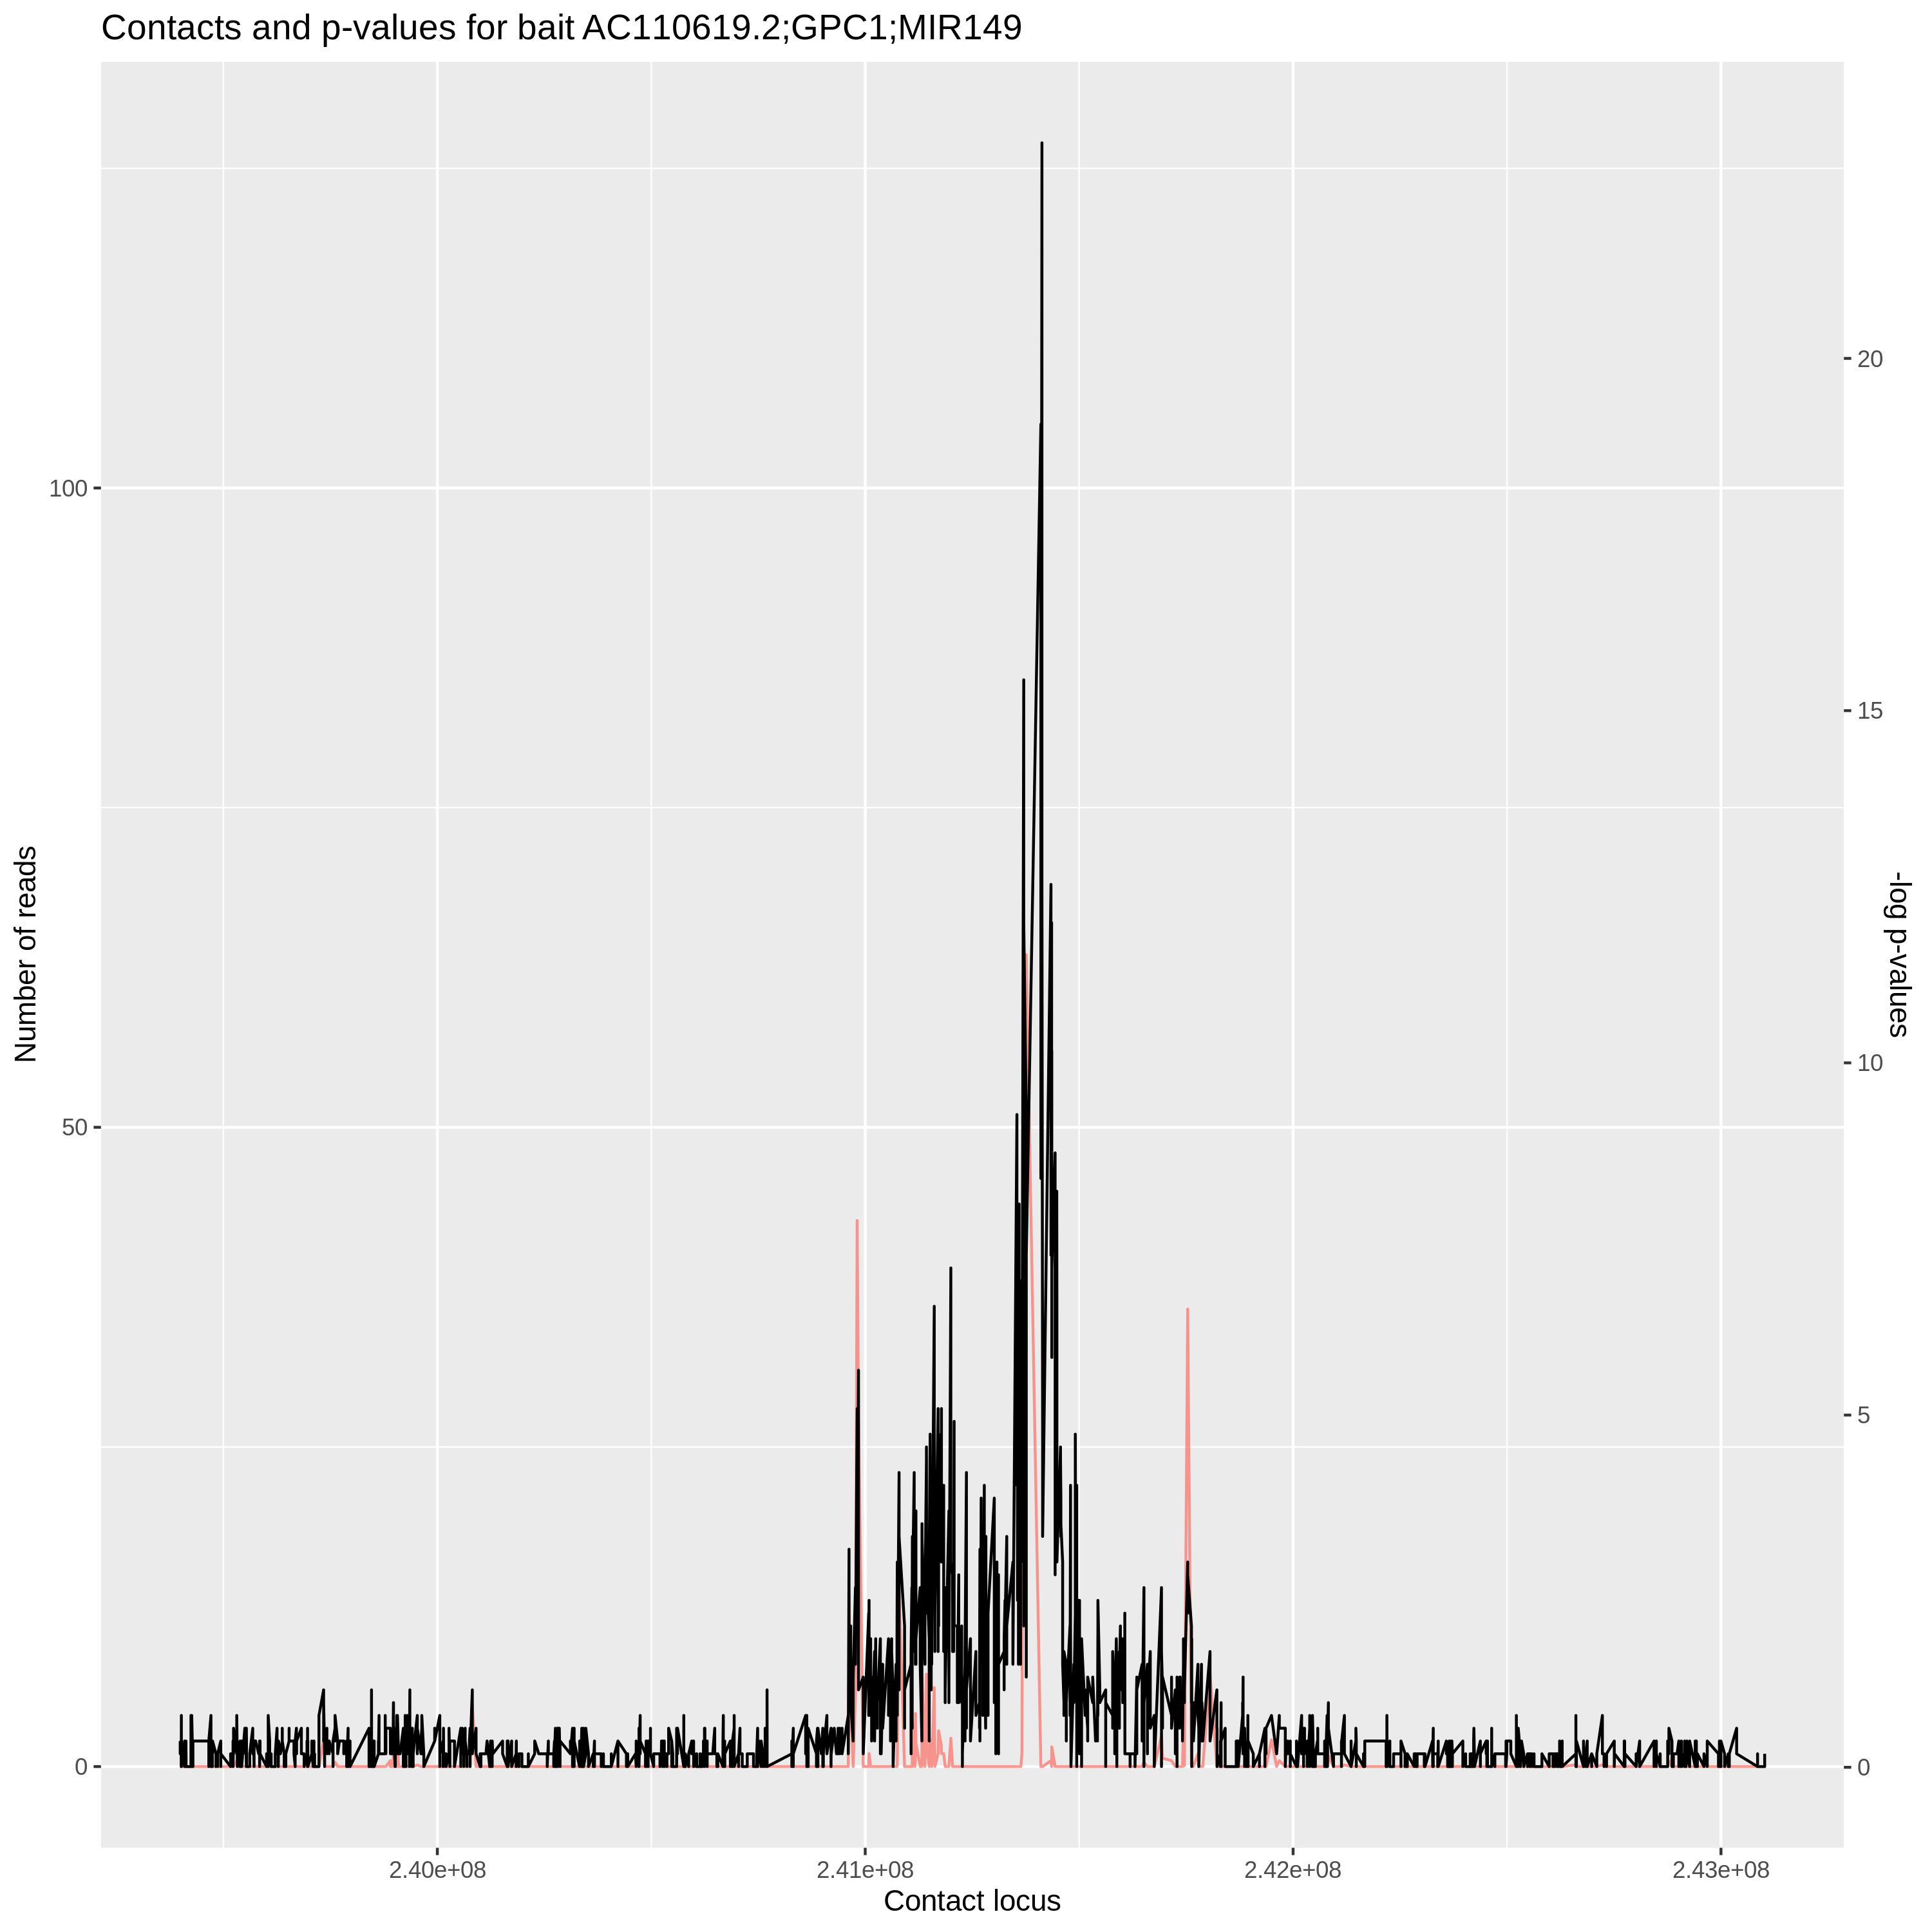 Contacts and p-values for bait AC110619.2;GPC1;MIR149
Number of reads
100
50
0
20
15
10
5
0
-log p-values
2.40e+08 2.41e+08 2.42e+08 2.43e+08
Contact locus